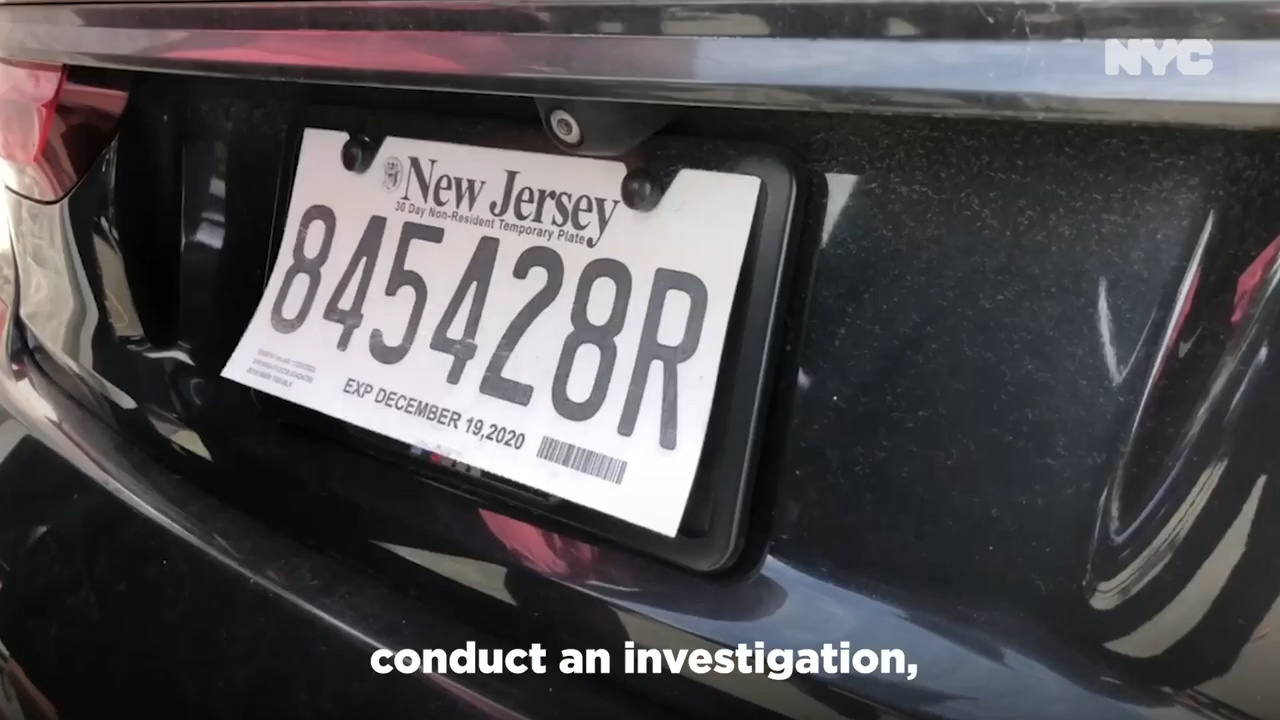 NYC
New Jersey
30 Day Non-Resident Temporary Plate
845428R
EXP DECEMBER 19,2020
conduct an investigation,